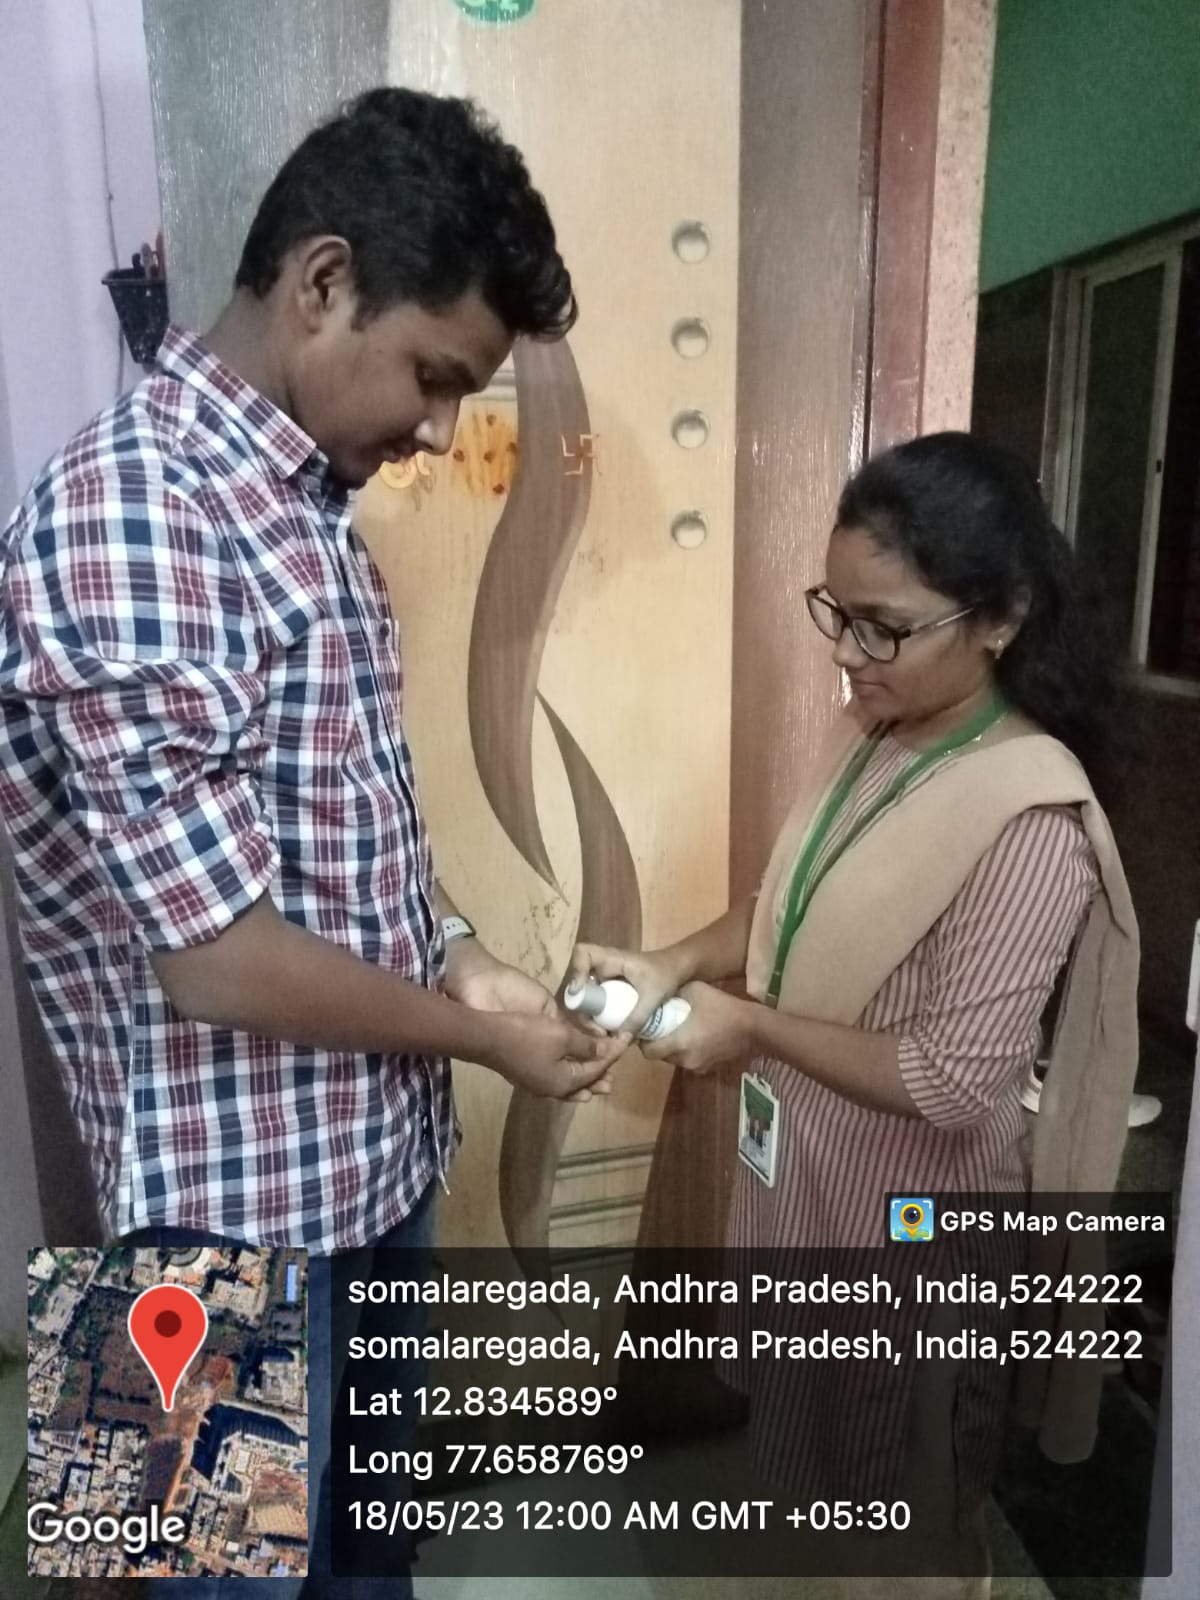 GPS Map Camera
somalaregada, Andhra Pradesh, India,524222
somalaregada, Andhra Pradesh, India,524222
Lat 12.834589°
Long 77.658769°
18/05/23 12:00 AM GMT +05:30
Google